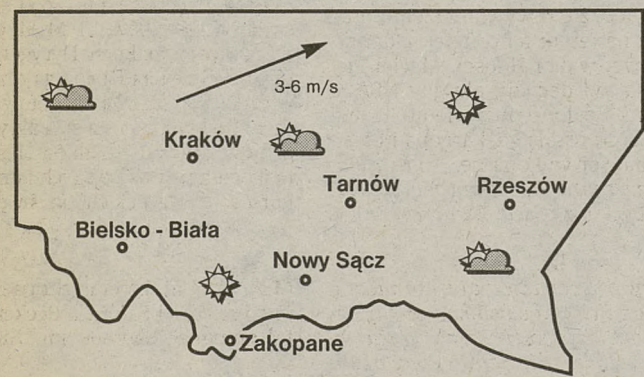 3-6 m/s
Kraków
Tarnów
Rzeszów
Bielsko - Biała
Nowy Sącz
Zakopane